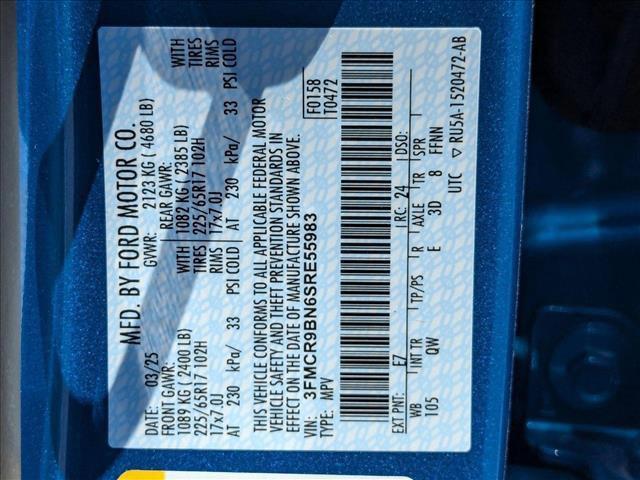 MFD. BY FORD MOTOR CO.
DATE: 03/25 GVWR: 2123 KG ( 4680 LB)
FRONT GAWR: REAR GAWR:
1089 KG ( 2400 LB) 1082 KG ( 2385 LB) WITH
225/65R17 102H 225/65R17 102H TIRES
17x7.0J 17x7.0J RIMS
AT 230 kPa/ 33 PSI COLD AT 230 kPa/ 33 PSI COLD
WITH
TIRES
RIMS
THIS VEHICLE CONFORMS TO ALL APPLICABLE FEDERAL MOTOR
VEHICLE SAFETY AND THEFT PREVENTION STANDARDS IN
EFFECT ON THE DATE OF MANUFACTURE SHOWN ABOVE.
VIN: 3FMCR9BN6SRE55983 F0158
TYPE: MPV T0472
EXT PNT: E7 RC: 24 DSO:
WB INT TR TP/PS R AXLE TR SPR
105 QW E 3D 8 FFNN
UTC ▽ RU5A-1520472-AB